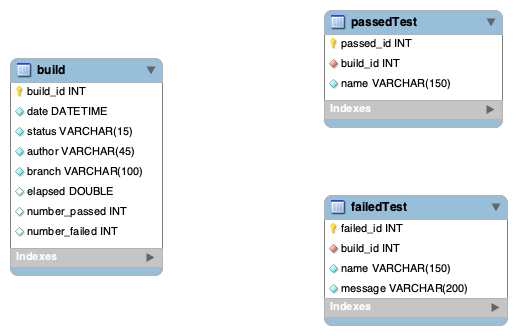 build
build_id INT
date DATETIME
status VARCHAR(15)
author VARCHAR(45)
branch VARCHAR(100)
elapsed DOUBLE
number_passed INT
number_failed INT
Indexes
passedTest
passed_id INT
build_id INT
name VARCHAR(150)
Indexes
failedTest
failed_id INT
build_id INT
name VARCHAR(150)
message VARCHAR(200)
Indexes